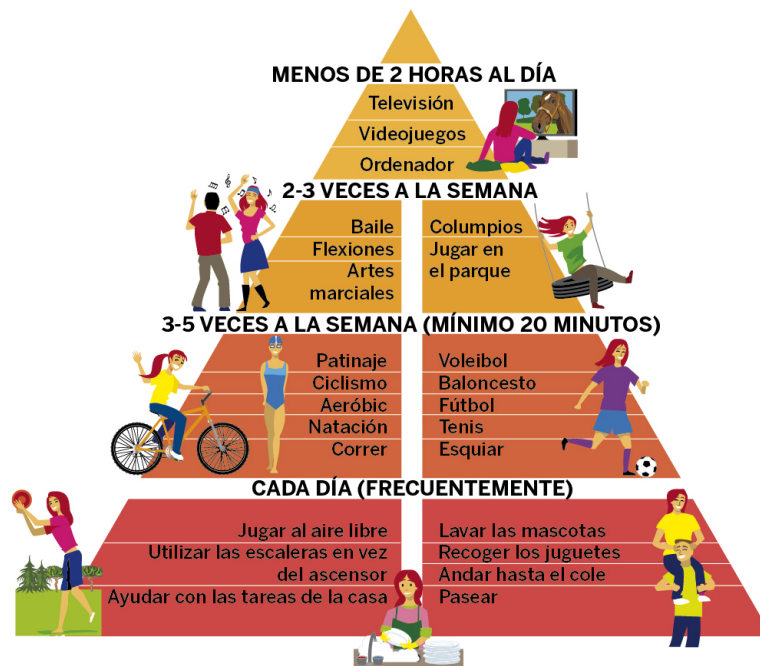 MENOS DE 2 HORAS AL DÍA
Televisión
Videojuegos
Ordenador
2-3 VECES A LA SEMANA
Baile
Flexiones
Artes
marciales
Columpios
Jugar en
el parque
3-5 VECES A LA SEMANA (MÍNIMO 20 MINUTOS)
Patinaje
Ciclismo
Aeróbic
Natación
Correr
Voleibol
Baloncesto
Fútbol
Tenis
Esquiar
CADA DÍA (FRECUENTEMENTE)
Jugar al aire libre
Utilizar las escaleras en vez
del ascensor
Ayudar con las tareas de la casa
Lavar las mascotas
Recoger los juguetes
Andar hasta el cole
Pasear